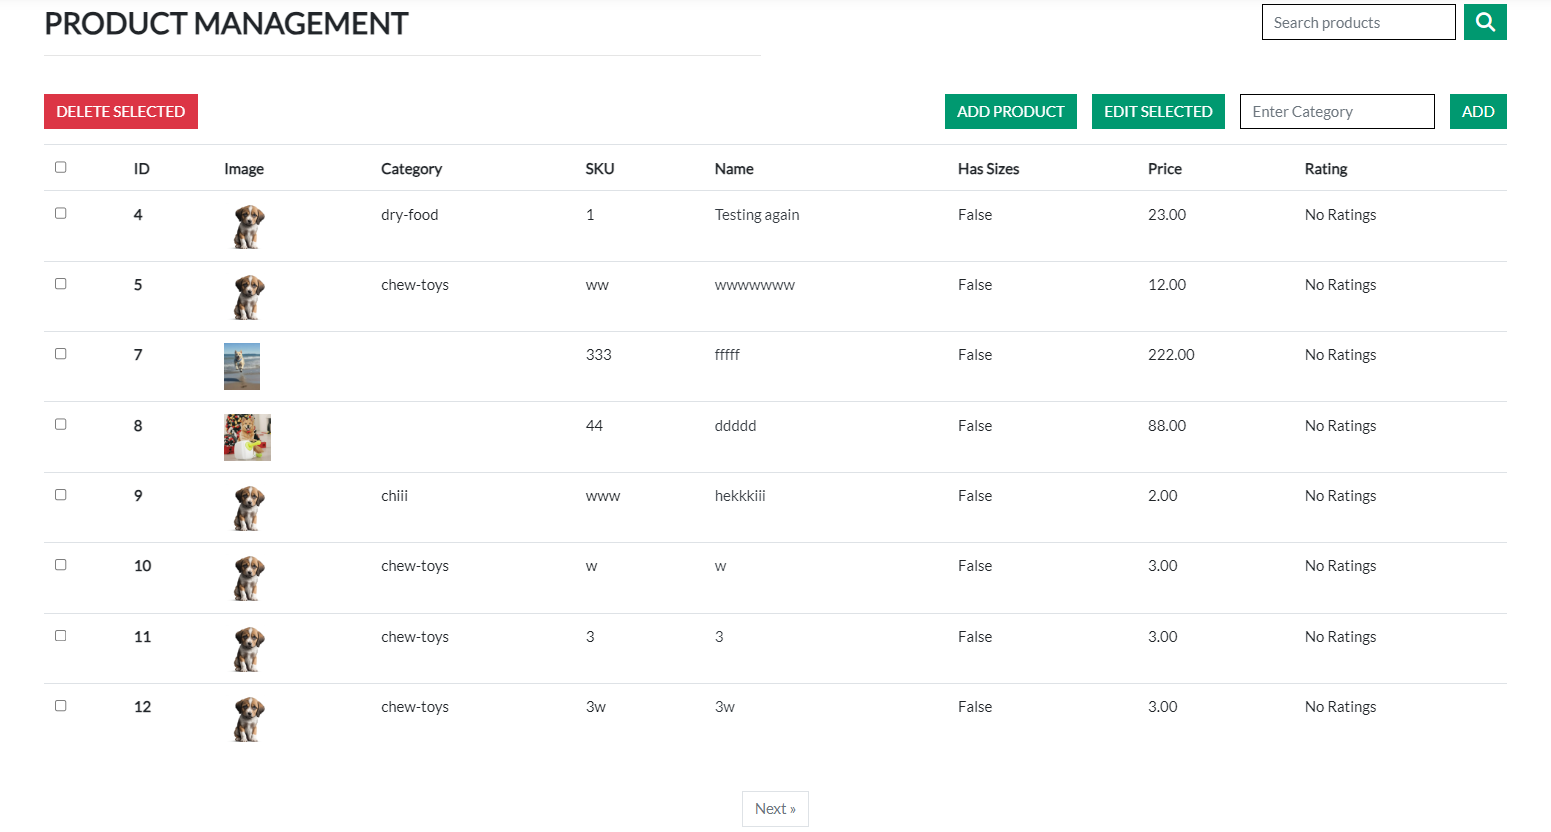 PRODUCT MANAGEMENT
Search products
DELETE SELECTED ADD PRODUCT EDIT SELECTED Enter Category ADD
ID Image Category SKU Name Has Sizes Price Rating
4 dry-food 1 Testing again False 23.00 No Ratings
5 chew-toys ww wwwwwww False 12.00 No Ratings
7 333 fffff False 222.00 No Ratings
8 44 ddddd False 88.00 No Ratings
9 chiii www hekkkiii False 2.00 No Ratings
10 chew-toys w w False 3.00 No Ratings
11 chew-toys 3 3 False 3.00 No Ratings
12 chew-toys 3w 3w False 3.00 No Ratings
Next »